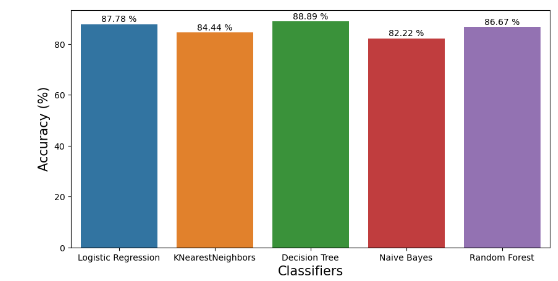 87.78 % 84.44 % 88.89 % 82.22 % 86.67 %
80
60
40
20
0
Accuracy (%)
Logistic Regression KNearestNeighbors Decision Tree Naive Bayes Random Forest
Classifiers